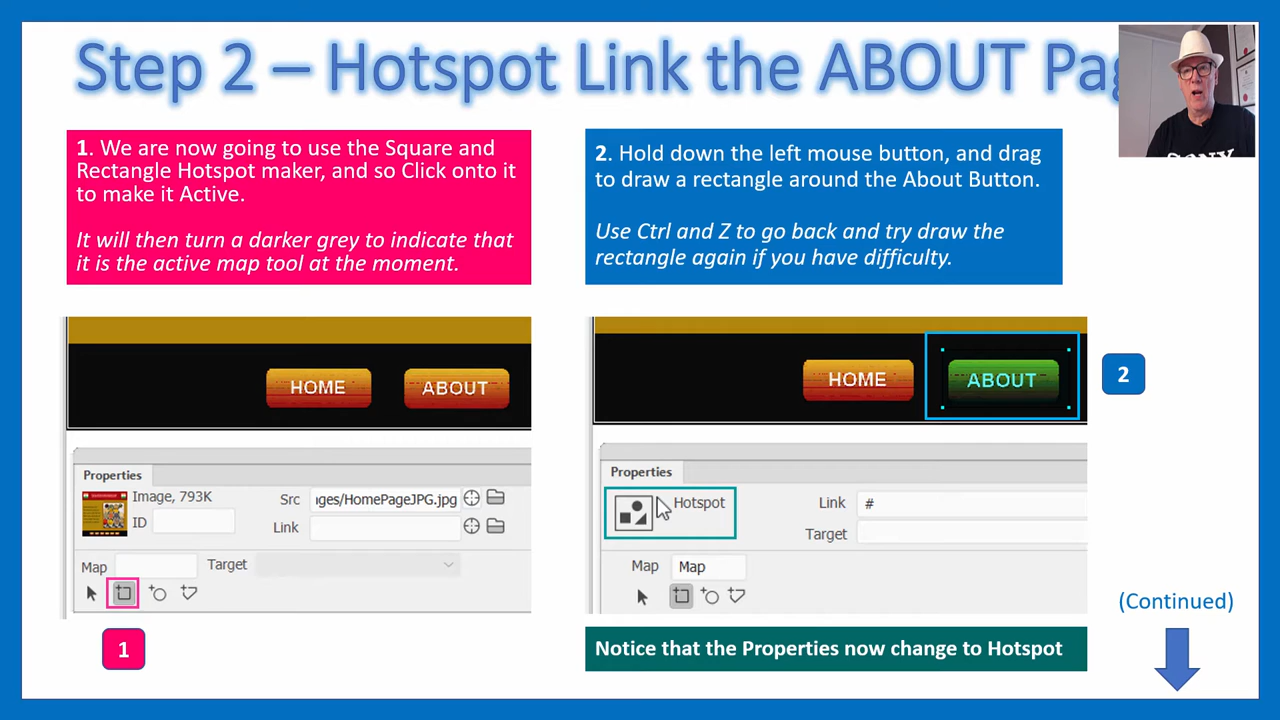 Step 2 – Hotspot Link the ABOUT Pag
1. We are now going to use the Square and
Rectangle Hotspot maker, and so Click onto it
to make it Active.
It will then turn a darker grey to indicate that
it is the active map tool at the moment.
2. Hold down the left mouse button, and drag
to draw a rectangle around the About Button.
Use Ctrl and Z to go back and try draw the
rectangle again if you have difficulty.
HOME ABOUT
Properties
Image, 793K
Src ages/HomePageJPG.jpg
ID
Link
Map
Target
1
HOME ABOUT
2
Properties
Hotspot
Link #
Target
Map Map
Notice that the Properties now change to Hotspot
(Continued)